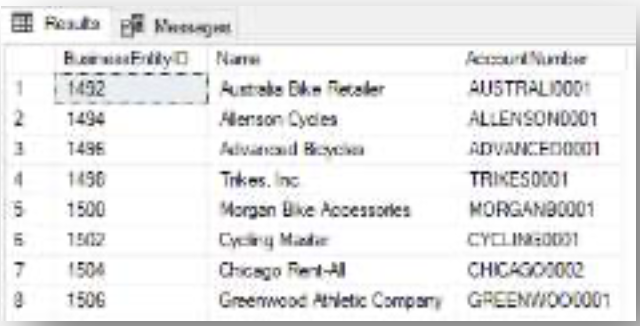 Results Messages
BusinessEntityID Name AccountNumber
1 1492 Australia Bike Retailer AUSTRALI0001
2 1494 Allenson Cycles ALLENSON0001
3 1496 Advanced Bicycles ADVANCED0001
4 1498 Trikes, Inc. TRIKES0001
5 1500 Morgan Bike Accessories MORGANB0001
6 1502 Cycling Master CYCLING0001
7 1504 Chicago Rent-All CHICAGO0002
8 1506 Greenwood Athletic Company GREENWOO0001